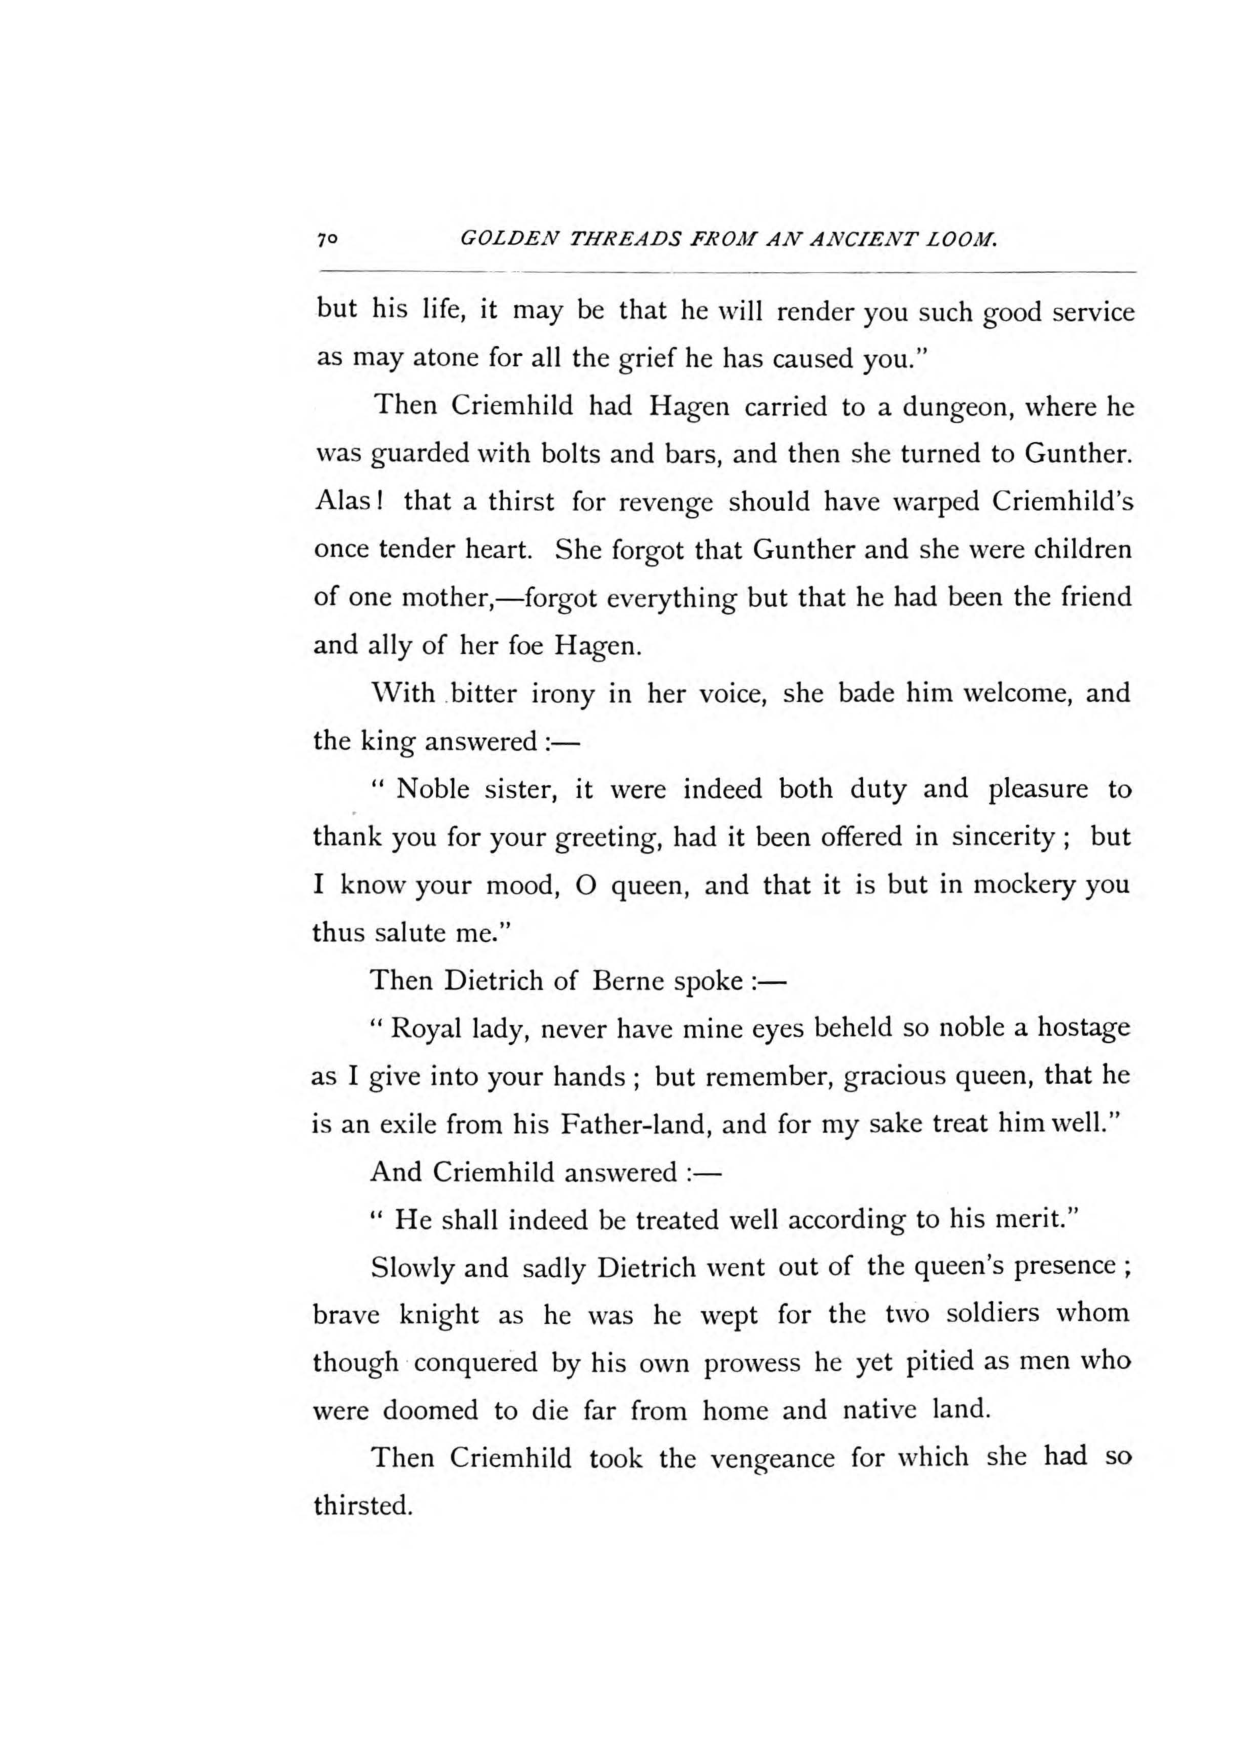 70 GOLDEN THREADS FROM AN ANCIENT LOOM.
but his life, it may be that he will render you such good service
as may atone for all the grief he has caused you.”
Then Criemhild had Hagen carried to a dungeon, where he
was guarded with bolts and bars, and then she turned to Gunther.
Alas! that a thirst for revenge should have warped Criemhild’s
once tender heart. She forgot that Gunther and she were children
of one mother,—forgot everything but that he had been the friend
and ally of her foe Hagen.
With bitter irony in her voice, she bade him welcome, and
the king answered :—
“ Noble sister, it were indeed both duty and pleasure to
thank you for your greeting, had it been offered in sincerity ; but
I know your mood, O queen, and that it is but in mockery you
thus salute me.”
Then Dietrich of Berne spoke :—
“ Royal lady, never have mine eyes beheld so noble a hostage
as I give into your hands ; but remember, gracious queen, that he
is an exile from his Father-land, and for my sake treat him well.”
And Criemhild answered :—
“ He shall indeed be treated well according to his merit.”
Slowly and sadly Dietrich went out of the queen’s presence ;
brave knight as he was he wept for the two soldiers whom
though conquered by his own prowess he yet pitied as men who
were doomed to die far from home and native land.
Then Criemhild took the vengeance for which she had so
thirsted.